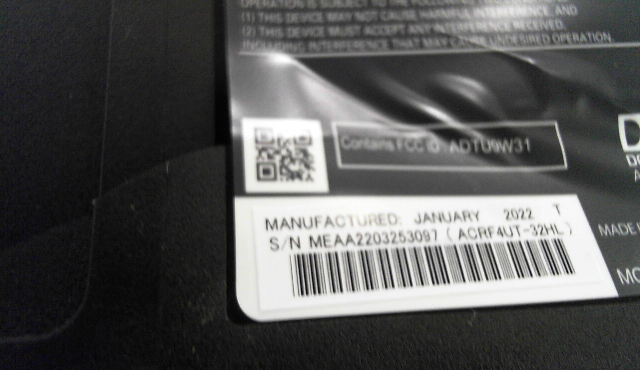 OPERATION IS SUBJECT TO THE FOLLOWING
(1) THIS DEVICE MAY NOT CAUSE HARMFUL INTERFERENCE, AND
(2) THIS DEVICE MUST ACCEPT ANY INTERFERENCE RECEIVED,
INCLUDING INTERFERENCE THAT MAY CAUSE UNDESIRED OPERATION.
Contains FCC ID ADTU9W31
MANUFACTURED: JANUARY 2022 T
S/N MEAA2203253097 (ACRF4UT-32HL)
MADE